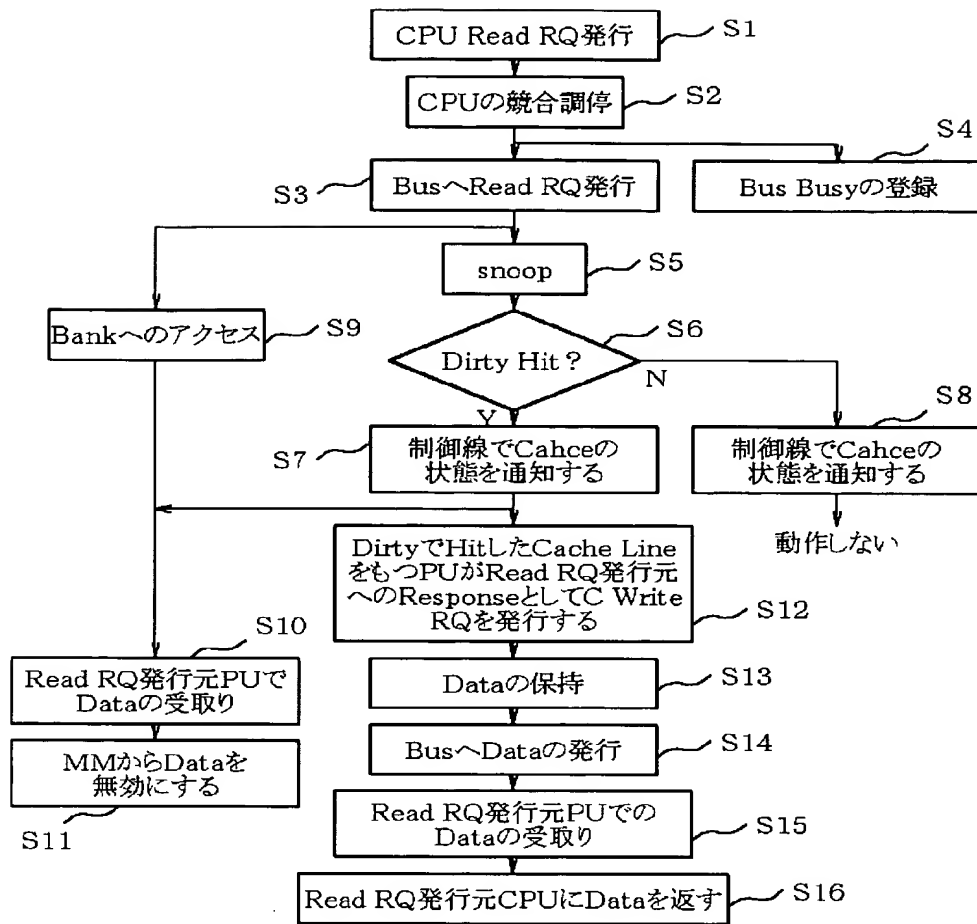 CPU Read RQ発行
S1
CPUの競合調停
S2
S4
BusへRead RQ発行
S3
Bus Busyの登録
snoop
S5
Bankへのアクセス
S9
Dirty Hit？
S6
N
Y
S8
制御線でCahceの
状態を通知する
S7
制御線でCahceの
状態を通知する
動作しない
DirtyでHitしたCache Line
をもつPUがRead RQ発行元
へのResponseとしてC Write
RQを発行する
S12
S10
Read RQ発行元PUで
Dataの受取り
Dataの保持
S13
MMからDataを
無効にする
S11
BusへDataの発行
S14
Read RQ発行元PUでの
Dataの受取り
S15
Read RQ発行元CPUにDataを返す
S16